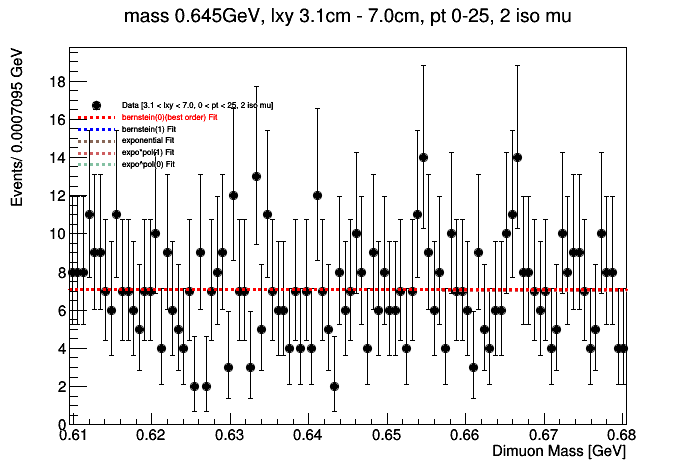 mass 0.645GeV, lxy 3.1cm - 7.0cm, pt 0-25, 2 iso mu
Events/ 0.0007095 GeV
18
16
14
12
10
8
6
4
2
0
Data [3.1 < lxy < 7.0, 0 < pt < 25, 2 iso mu]
bernstein(0)(best order) Fit
bernstein(1) Fit
exponential Fit
expo*pol(1) Fit
expo^pol(0) Fit
0.61 0.62 0.63 0.64 0.65 0.66 0.67 0.68
Dimuon Mass [GeV]